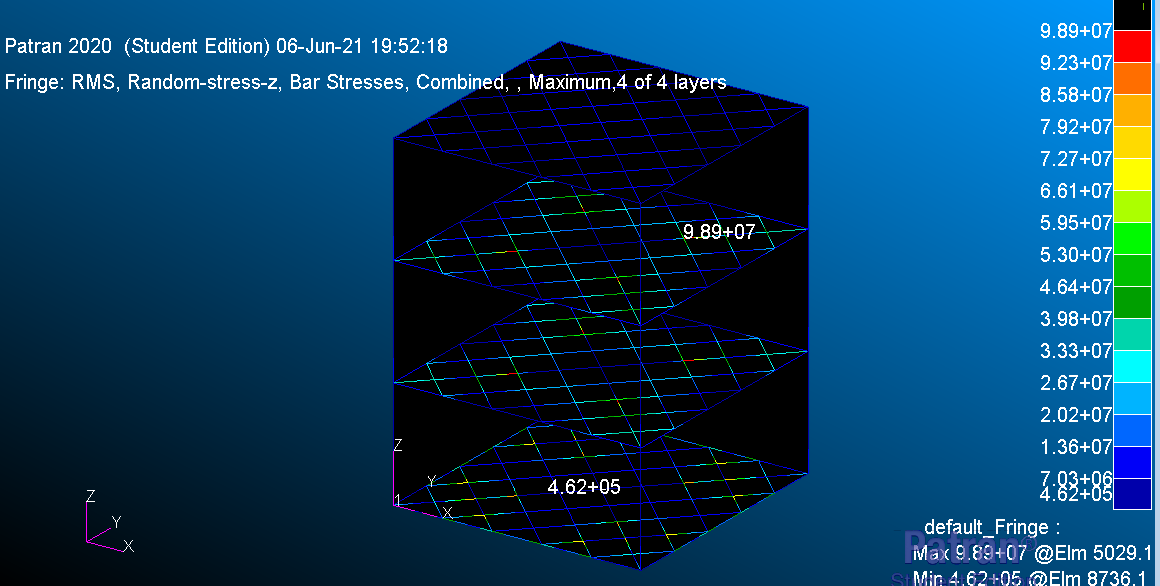 Patran 2020 (Student Edition) 06-Jun-21 19:52:18
Fringe: RMS, Random-stress-z, Bar Stresses, Combined, , Maximum,4 of 4 layers
9.89+07
9.23+07
8.58+07
7.92+07
7.27+07
6.61+07
5.95+07
5.30+07
4.64+07
3.98+07
3.33+07
2.67+07
2.02+07
1.36+07
7.03+06
4.62+05
9.89+07
4.62+05
Z
Y
X
1
Z
Y
X
default_Fringe :
Patran
Max 9.89+07 @Elm 5029.1
Student Edition
Min 4.62+05 @Elm 8736.1